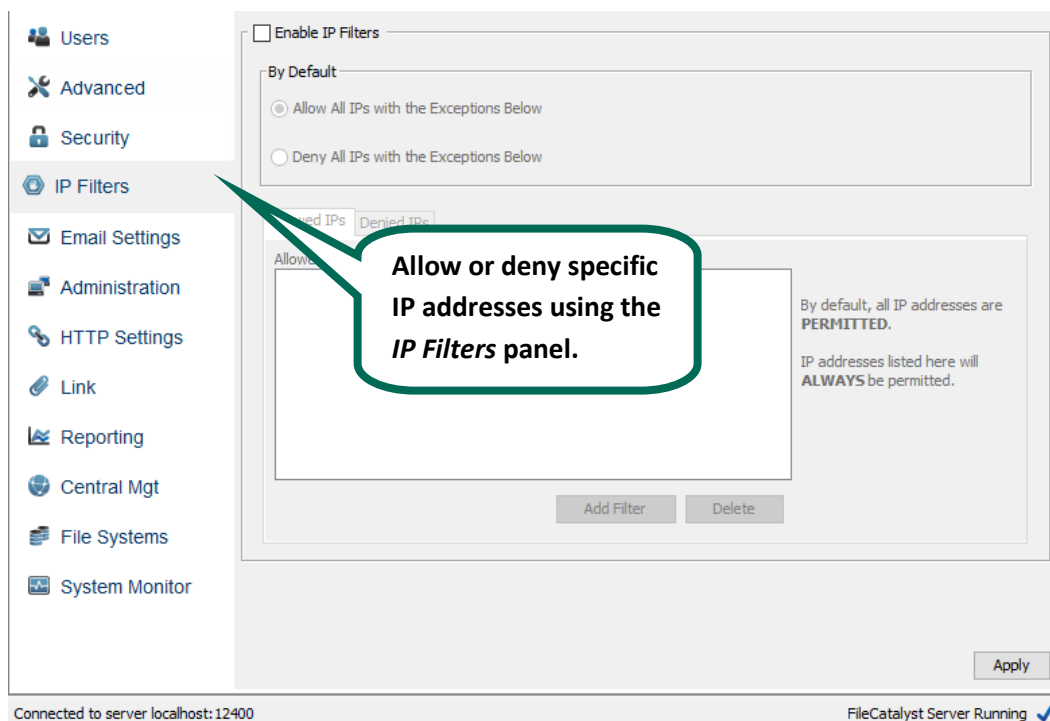 Users
Advanced
Security
IP Filters
Email Settings
Administration
HTTP Settings
Link
Reporting
Central Mgt
File Systems
System Monitor
Enable IP Filters
By Default
Allow All IPs with the Exceptions Below
Deny All IPs with the Exceptions Below
IPs
Denied IPs
Allow or deny specific
IP addresses using the
IP Filters panel.
By default, all IP addresses are
PERMITTED.
IP addresses listed here will
ALWAYS be permitted.
Add Filter
Delete
Apply
Connected to server localhost:12400
FileCatalyst Server Running